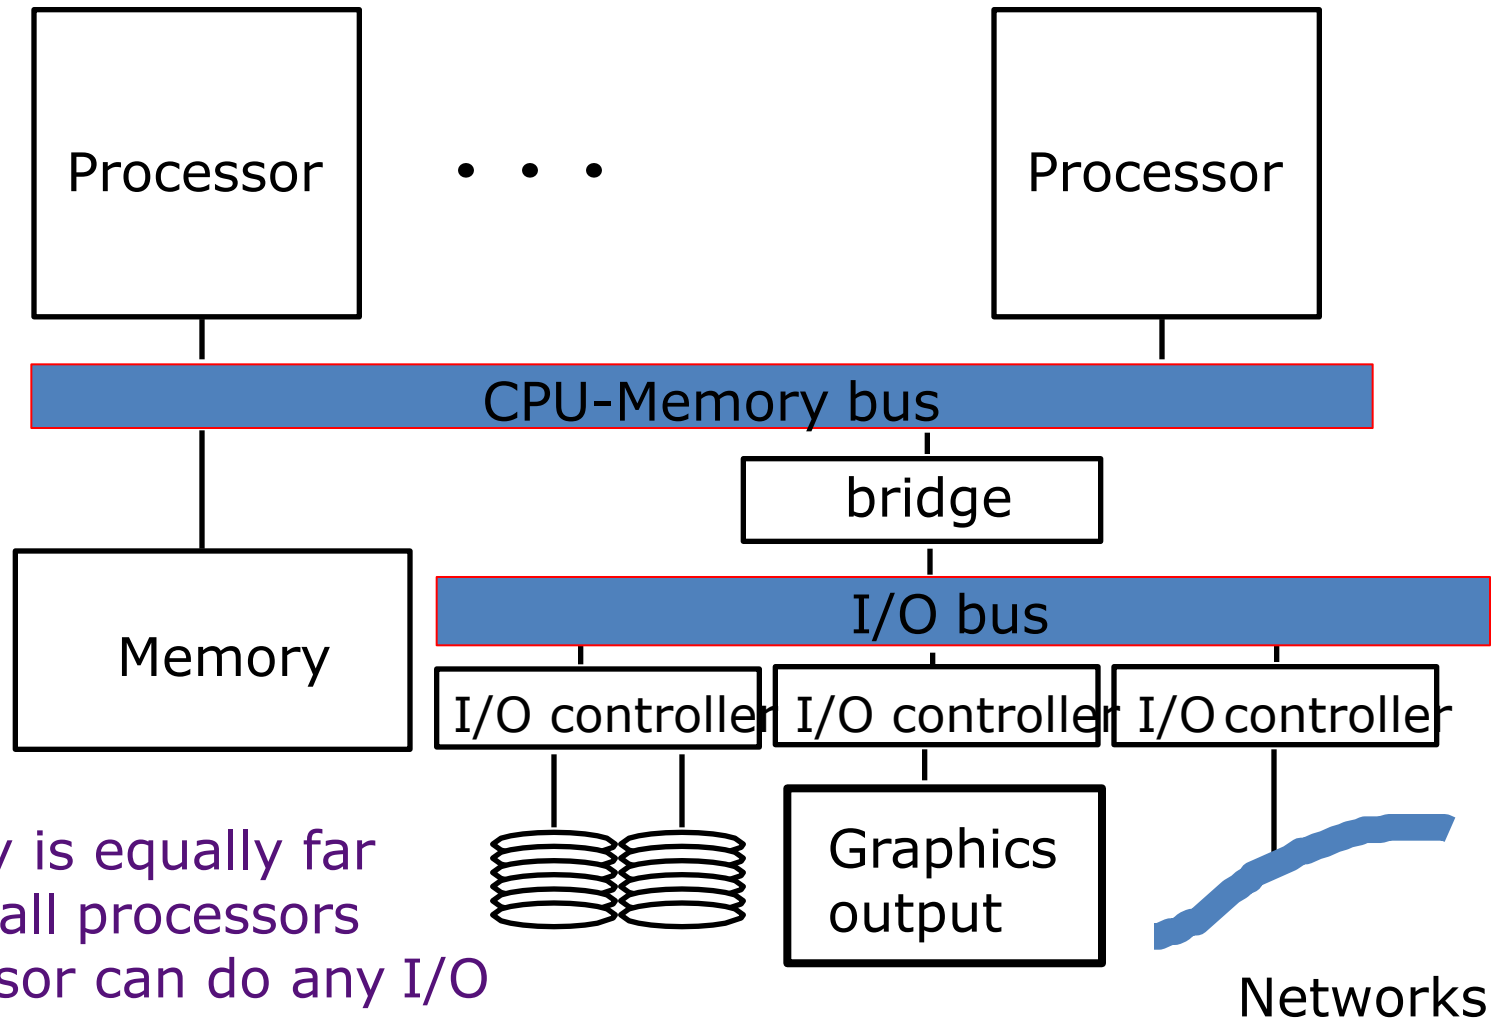 Processor
. . .
Processor
CPU-Memory bus
bridge
I/O bus
Memory
I/O controller
I/O controller
I/O controller
Graphics
output
is equally far
all processors
can do any I/O
Networks